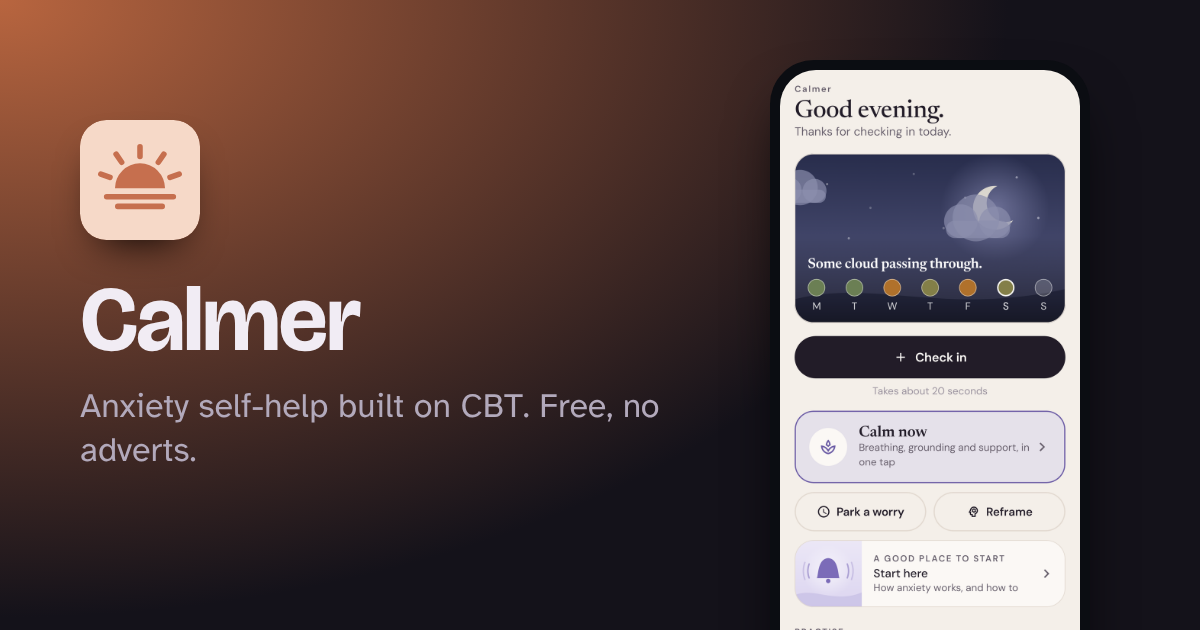 Calmer
Anxiety self-help built on CBT. Free, no
adverts.
Calmer
Good evening.
Thanks for checking in today.
Some cloud passing through.
M T W T F S S
+ Check in
Takes about 20 seconds
Calm now
Breathing, grounding and support, in
one tap
Park a worry
Reframe
A GOOD PLACE TO START
Start here
How anxiety works, and how to